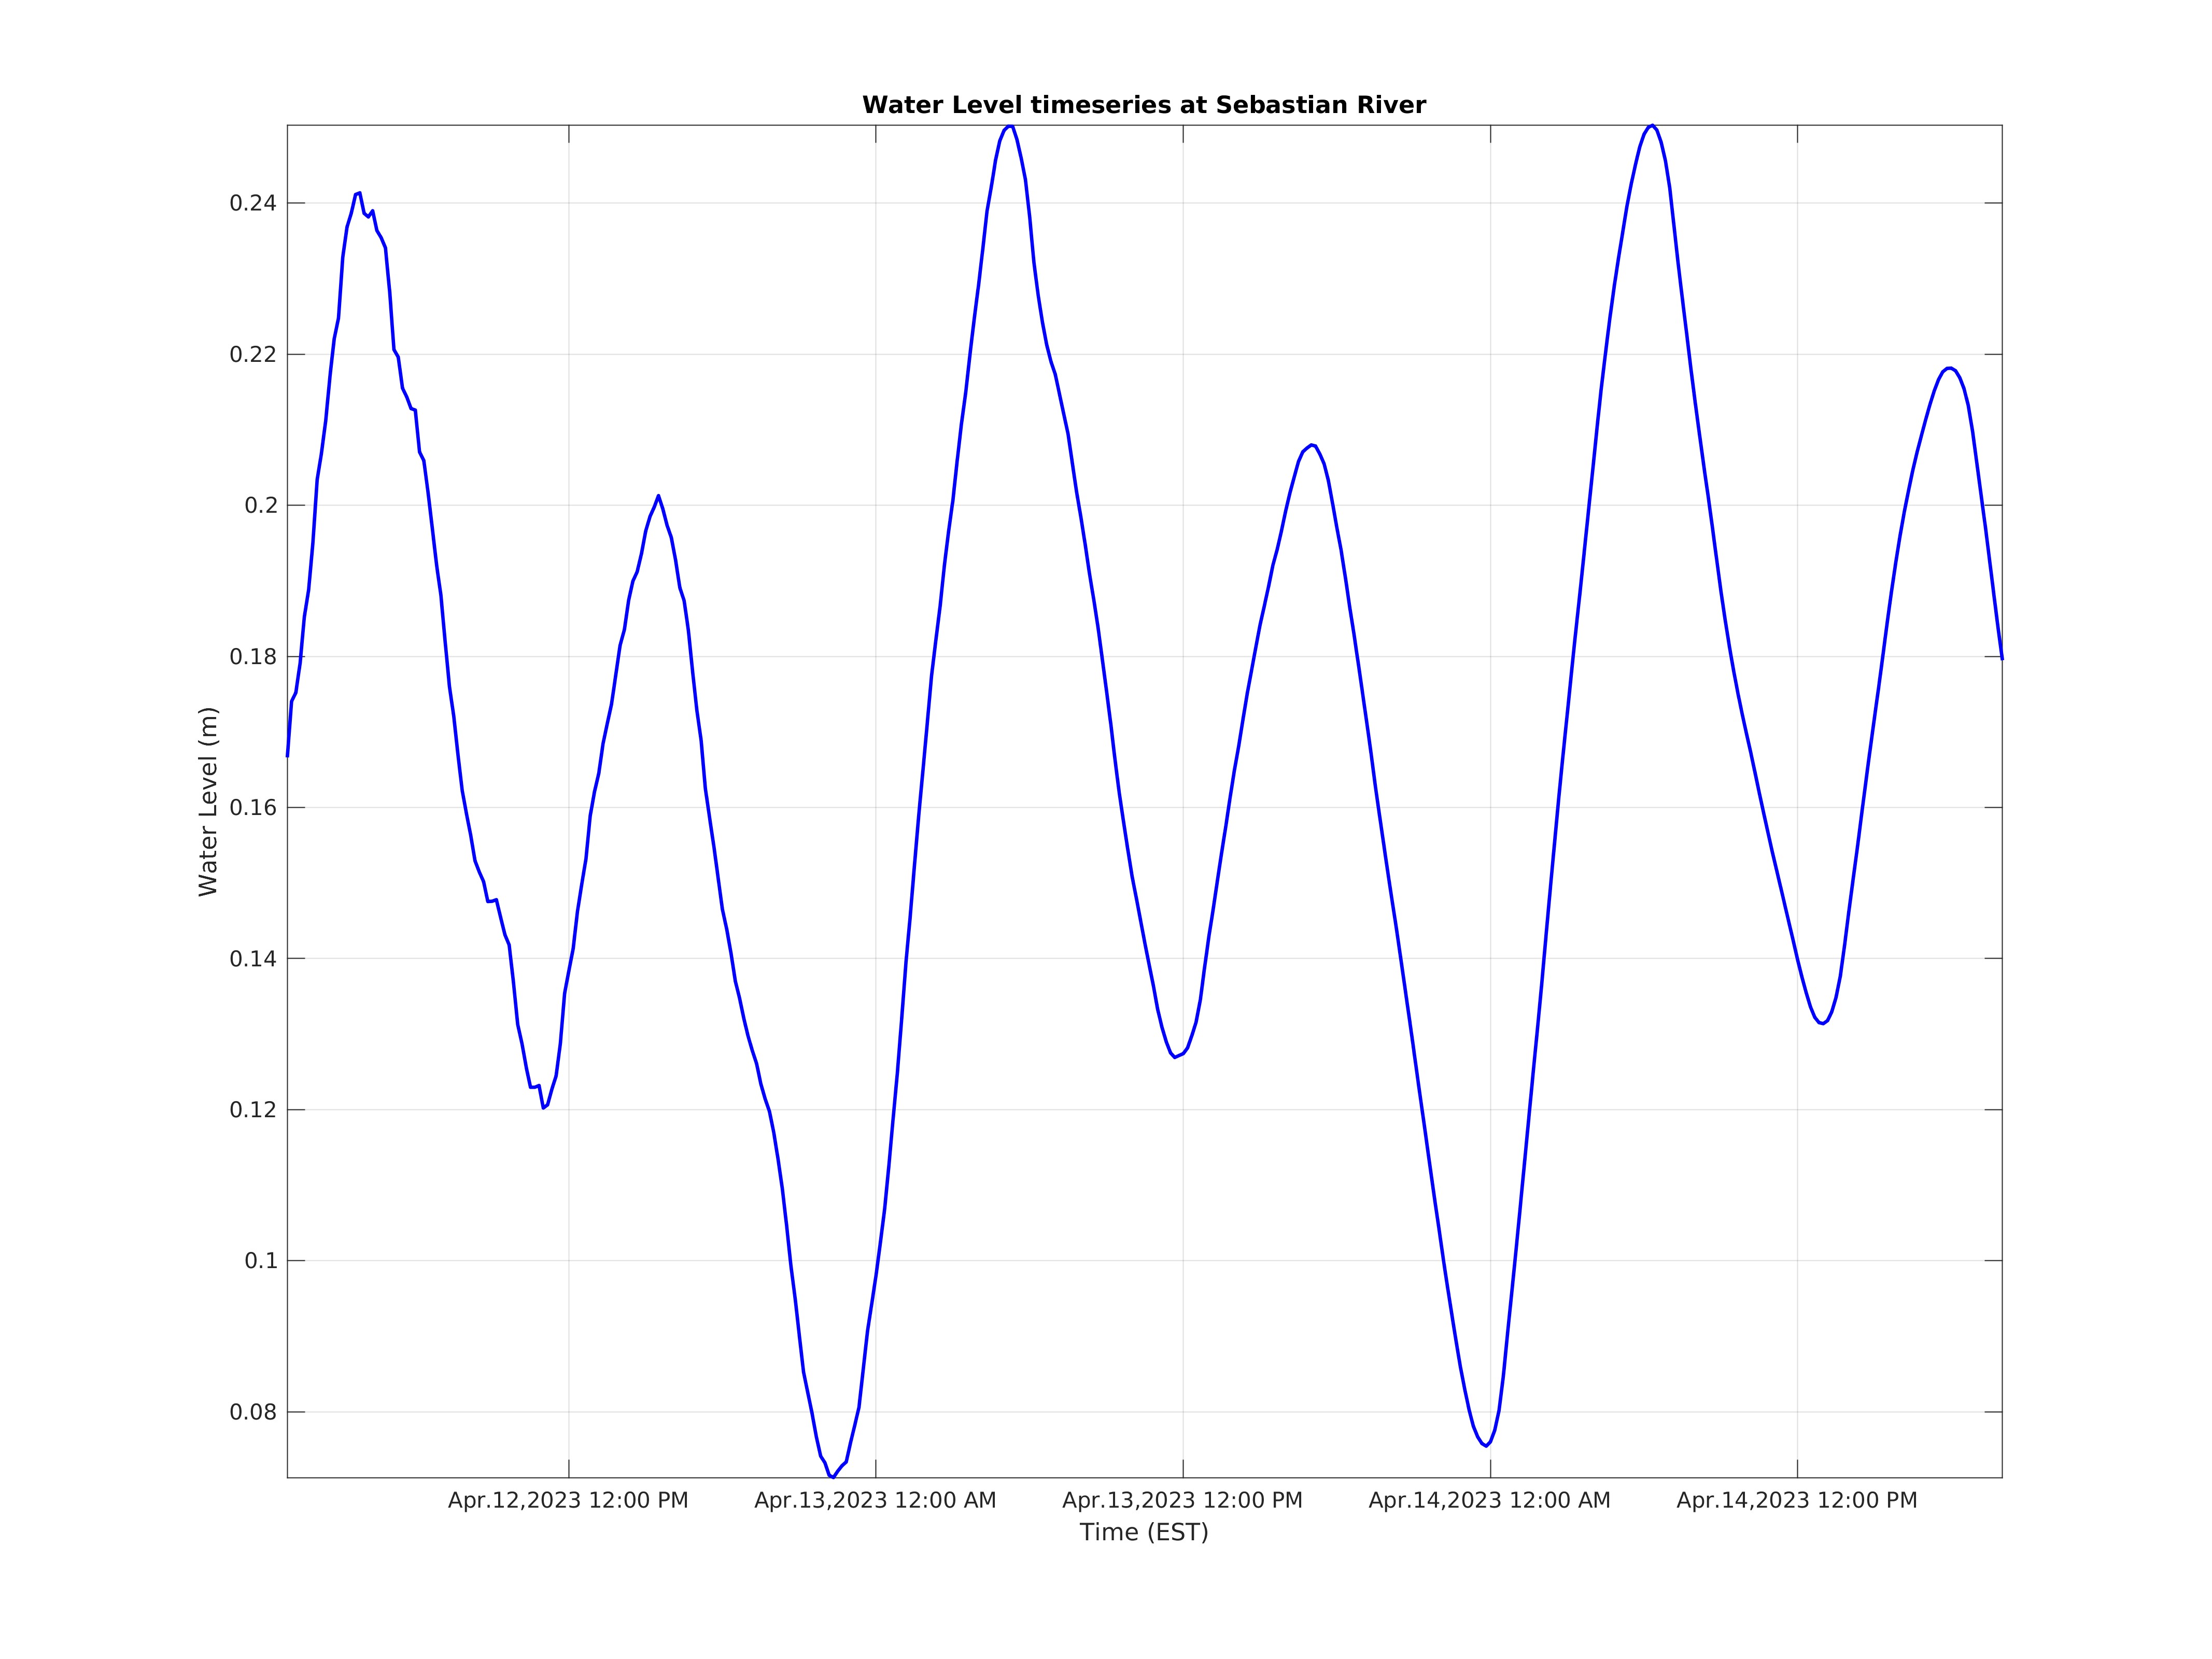 Water Level timeseries at Sebastian River
0.24
0.22
0.2
0.18
0.16
0.14
0.12
0.1
0.08
Water Level (m)
Apr.12,2023 12:00 PM
Apr.13,2023 12:00 AM
Apr.13,2023 12:00 PM
Apr.14,2023 12:00 AM
Apr.14,2023 12:00 PM
Time (EST)